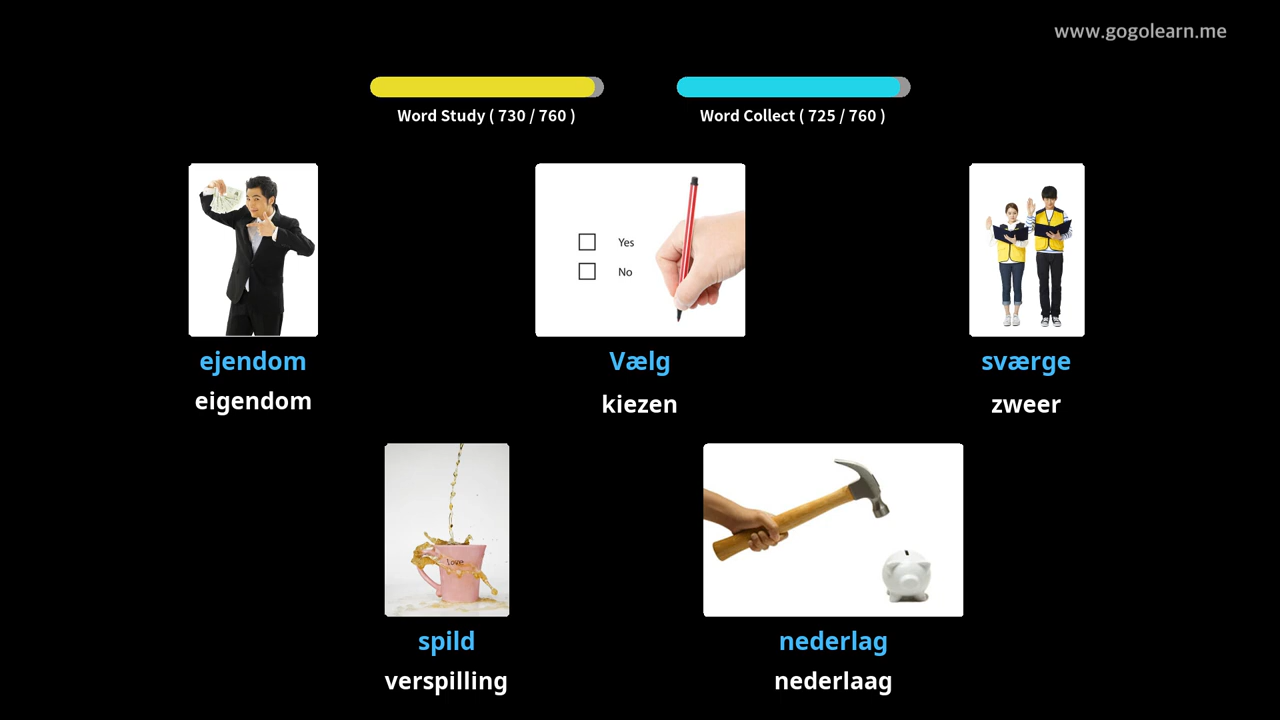 www.gogolearn.me
Word Study ( 730 / 760 )
Word Collect ( 725 / 760 )
Yes
No
ejendom
eigendom
Vælg
kiezen
sværge
zweer
love
spild
verspilling
nederlag
nederlaag